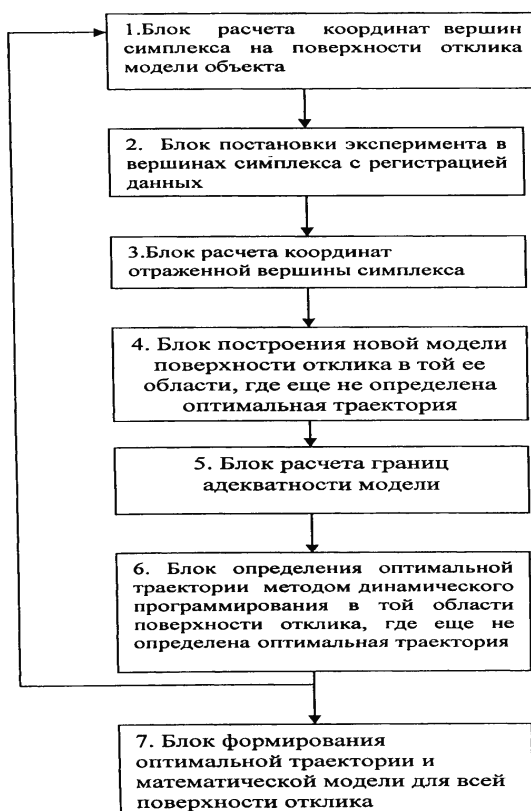 1.Блок расчета координат вершин
симплекса на поверхности отклика
модели объекта
2. Блок постановки эксперимента в
вершинах симплекса с регистрацией
данных
3.Блок расчета координат
отраженной вершины симплекса
4. Блок построения новой модели
поверхности отклика в той ее
области, где еще не определена
оптимальная траектория
5. Блок расчета границ
адекватности модели
6. Блок определения оптимальной
траектории методом динамического
программирования в той области
поверхности отклика, где еще не
определена оптимальная траектория
7. Блок формирования
оптимальной траектории и
математической модели для всей
поверхности отклика